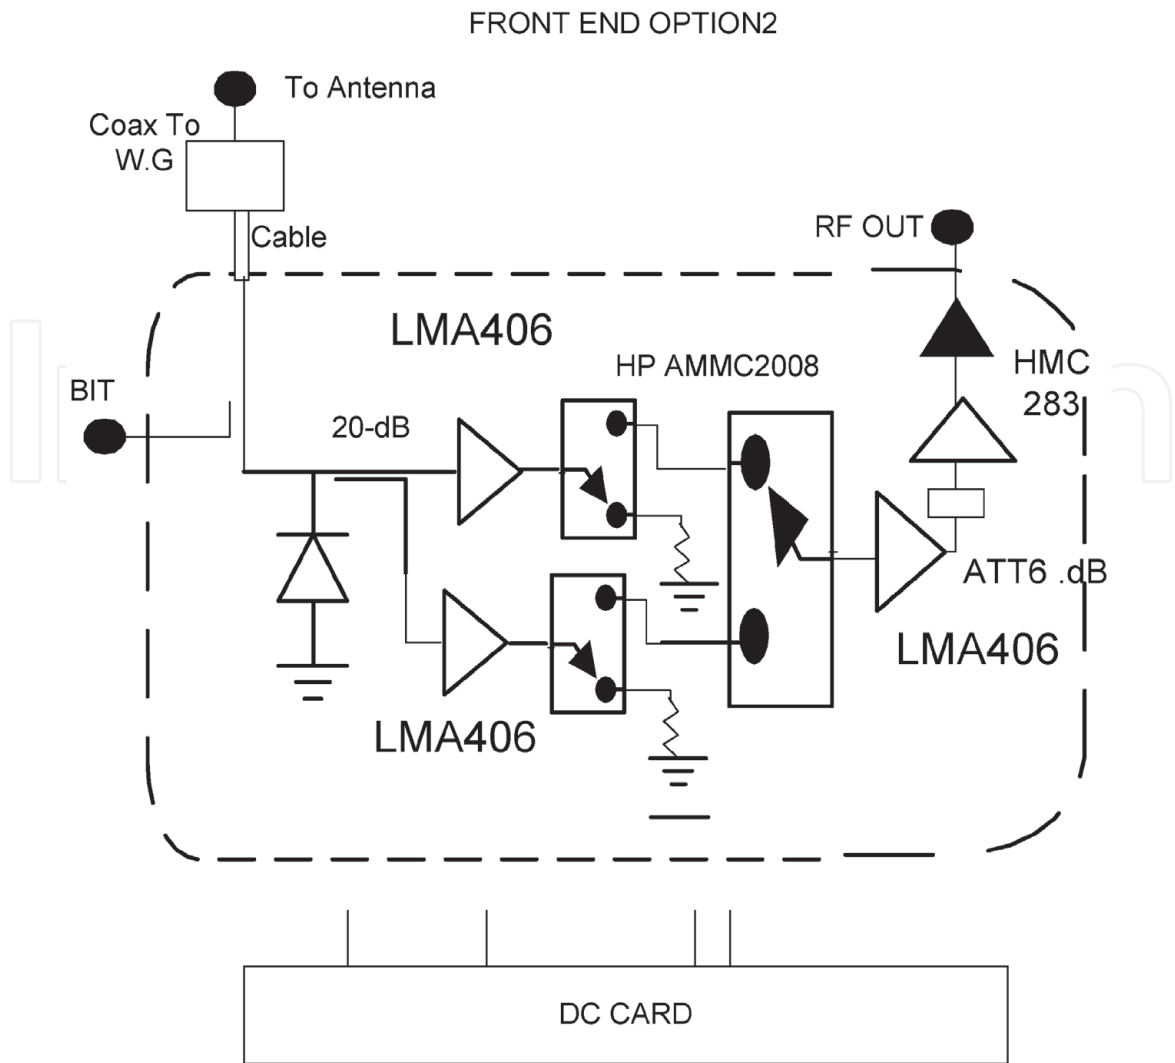 FRONT END OPTION2
To Antenna
Coax To
W.G
Cable
RF OUT
LMA406
HP AMMC2008
HMC
283
BIT
20-dB
ATT6 .dB
LMA406
LMA406
DC CARD